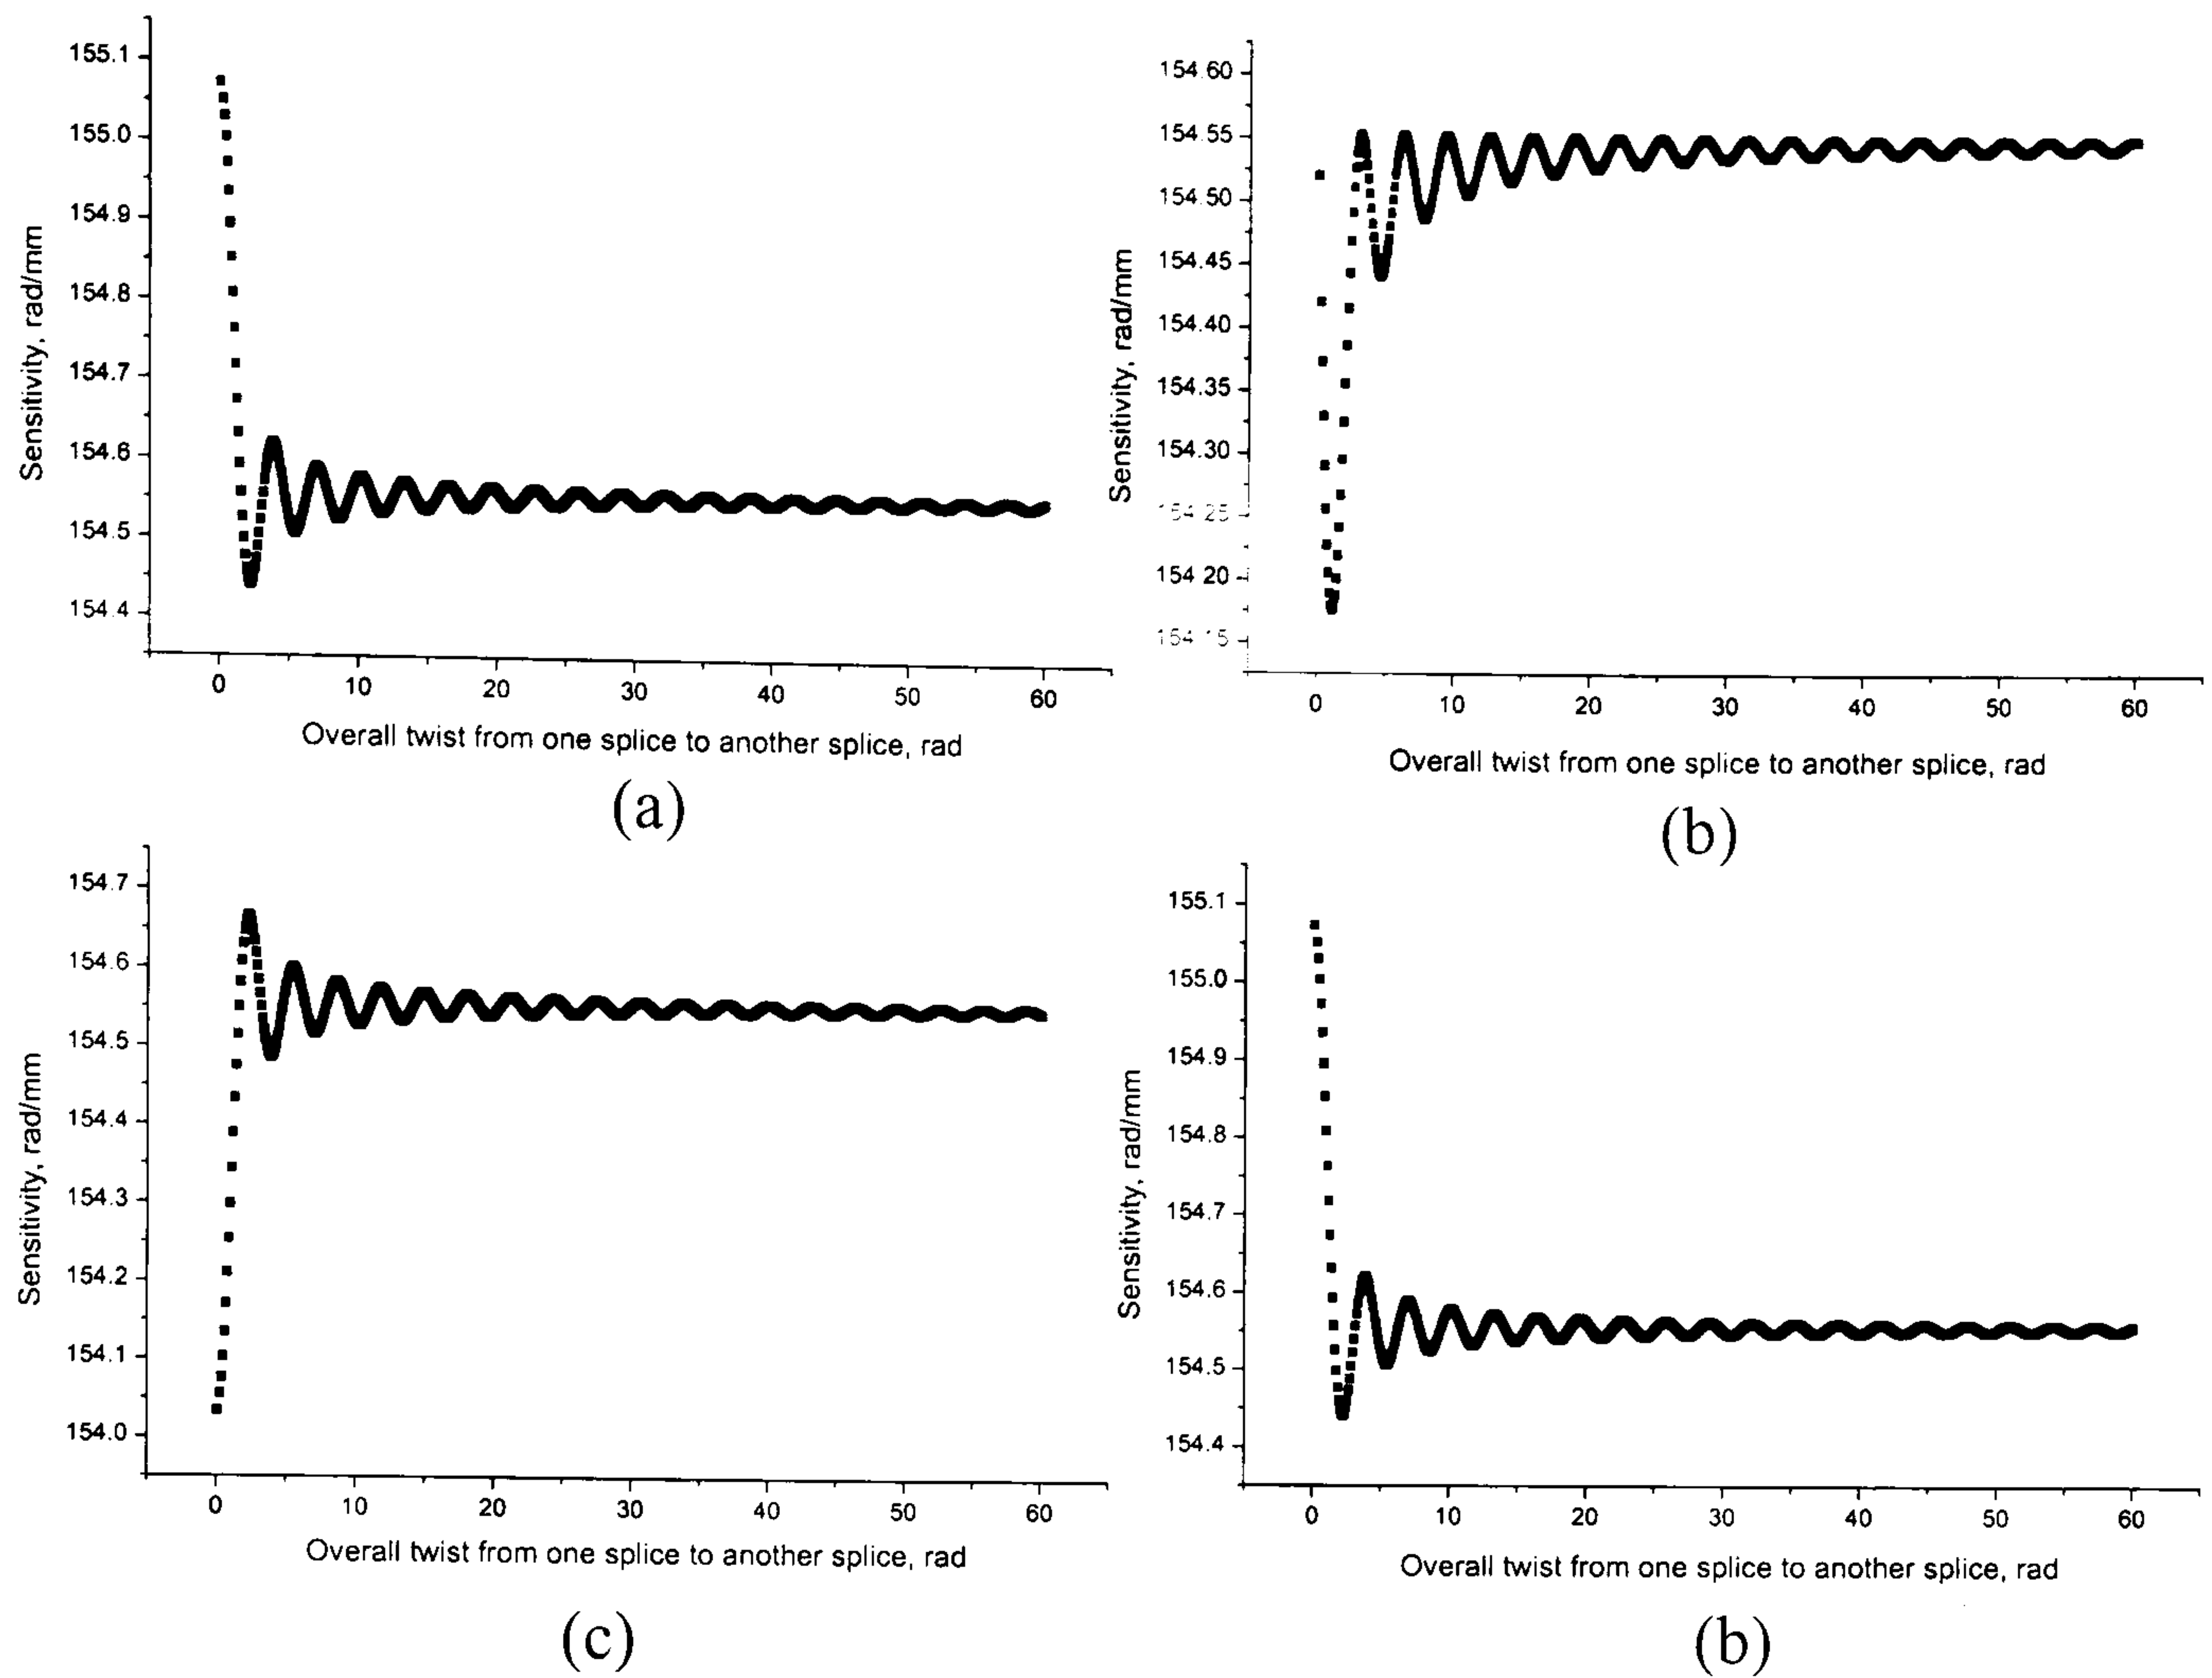 155.1
155.0
154.9
154.8
154.7
154.6
154.5
154.4
Sensitivity, rad/mm
0 10 20 30 40 50 60
Overall twist from one splice to another splice, rad
(a)
154.60
154.55
154.50
154.45
154.40
154.35
154.30
154.25
154 20
154 15
Sensitivity, rad/mm
0 10 20 30 40 50 60
Overall twist from one splice to another splice, rad
(b)
154.7
154.6
154.5
154.4
154.3
154.2
154.1
154.0
Sensitivity, rad/mm
0 10 20 30 40 50 60
Overall twist from one splice to another splice, rad
(c)
155.1
155.0
154.9
154.8
154.7
154.6
154.5
154.4
Sensitivity, rad/mm
0 10 20 30 40 50 60
Overall twist from one splice to another splice, rad
(b)